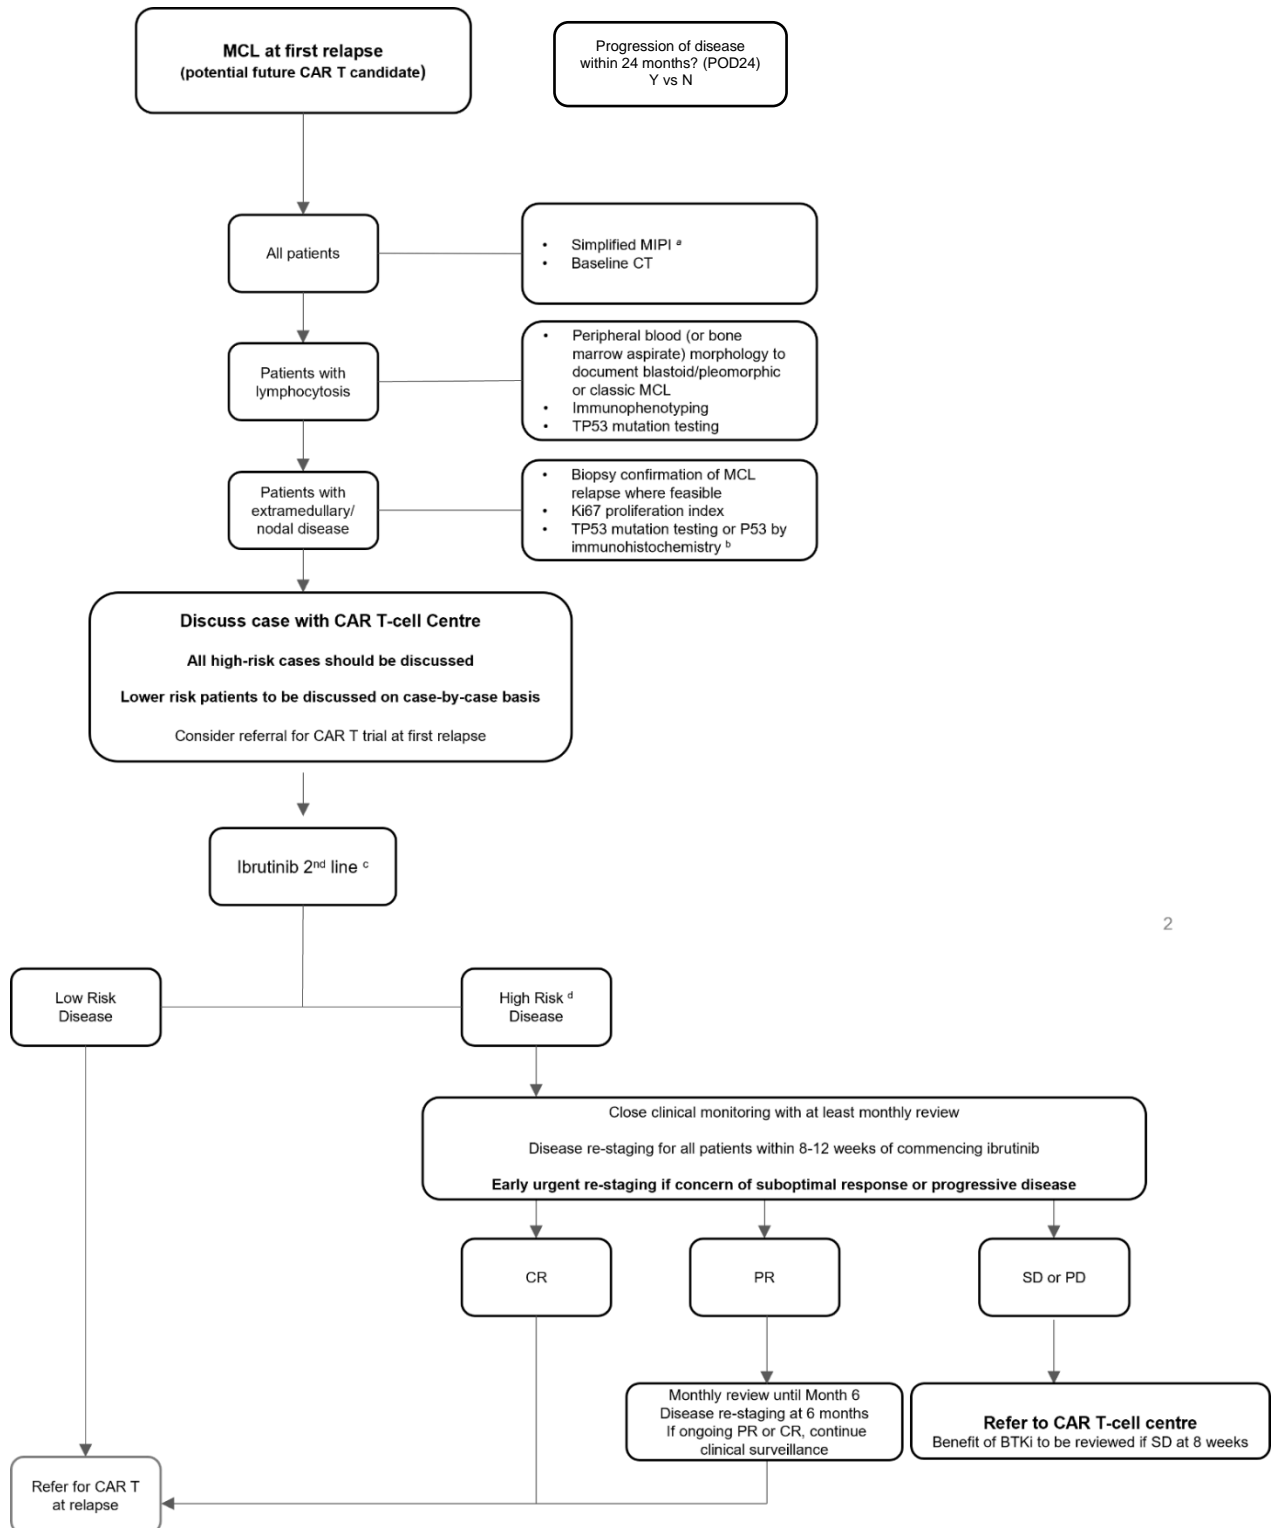 MCL at first relapse
(potential future CAR T candidate)
Progression of disease
within 24 months? (POD24)
Y vs N
All patients
• Simplified MIPI a
• Baseline CT
Patients with
lymphocytosis
• Peripheral blood (or bone
marrow aspirate) morphology to
document blastoid/pleomorphic
or classic MCL
• Immunophenotyping
• TP53 mutation testing
Patients with
extramedullary/
nodal disease
• Biopsy confirmation of MCL
relapse where feasible
• Ki67 proliferation index
• TP53 mutation testing or P53 by
immunohistochemistry b
Discuss case with CAR T-cell Centre
All high-risk cases should be discussed
Lower risk patients to be discussed on case-by-case basis
Consider referral for CAR T trial at first relapse
Ibrutinib 2nd line c
2
Low Risk
Disease
High Risk d
Disease
Close clinical monitoring with at least monthly review
Disease re-staging for all patients within 8-12 weeks of commencing ibrutinib
Early urgent re-staging if concern of suboptimal response or progressive disease
CR
PR
SD or PD
Monthly review until Month 6
Disease re-staging at 6 months
If ongoing PR or CR, continue
clinical surveillance
Refer to CAR T-cell centre
Benefit of BTKi to be reviewed if SD at 8 weeks
Refer for CAR T
at relapse